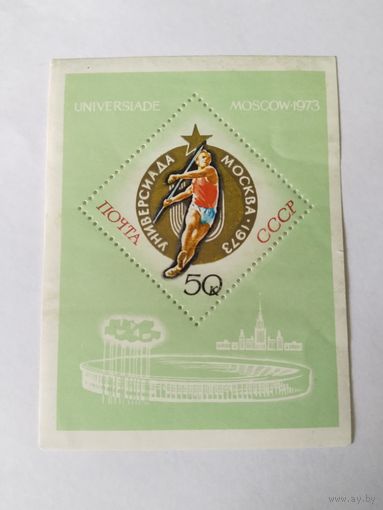 UNIVERSIADE MOSCOW·1973
УНИВЕРСИАДА МОСКВА·1973
ПОЧТА СССР
50к
www.ay.by